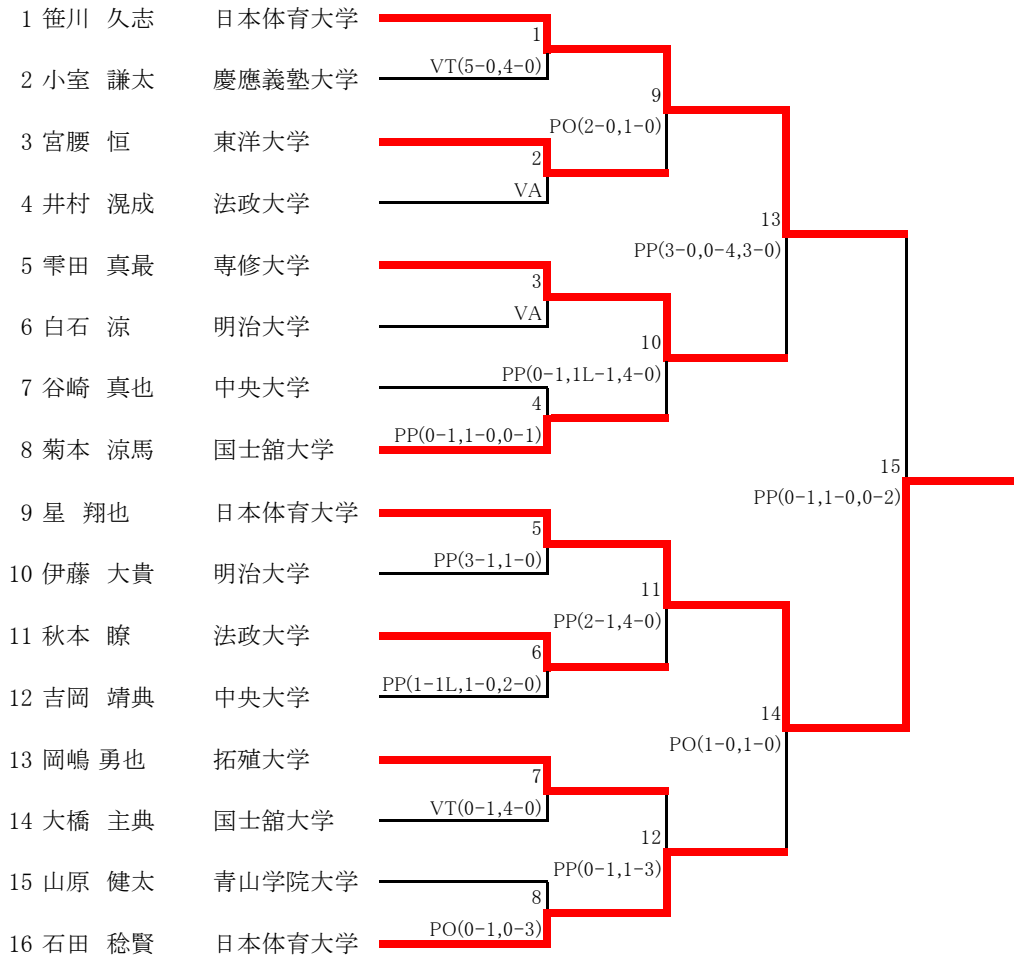 1 笹川 久志 日本体育大学
1
VT(5-0,4-0)
2 小室 謙太 慶應義塾大学
9
PO(2-0,1-0)
3 宮腰 恒 東洋大学
2
VA
4 井村 滉成 法政大学
13
PP(3-0,0-4,3-0)
5 雫田 真最 専修大学
3
VA
6 白石 涼 明治大学
10
PP(0-1,1L-1,4-0)
7 谷崎 真也 中央大学
4
PP(0-1,1-0,0-1)
8 菊本 涼馬 国士舘大学
15
PP(0-1,1-0,0-2)
9 星 翔也 日本体育大学
5
PP(3-1,1-0)
10 伊藤 大貴 明治大学
11
PP(2-1,4-0)
11 秋本 瞭 法政大学
6
PP(1-1L,1-0,2-0)
12 吉岡 靖典 中央大学
14
PO(1-0,1-0)
13 岡嶋 勇也 拓殖大学
7
VT(0-1,4-0)
14 大橋 主典 国士舘大学
12
PP(0-1,1-3)
15 山原 健太 青山学院大学
8
PO(0-1,0-3)
16 石田 稔賢 日本体育大学